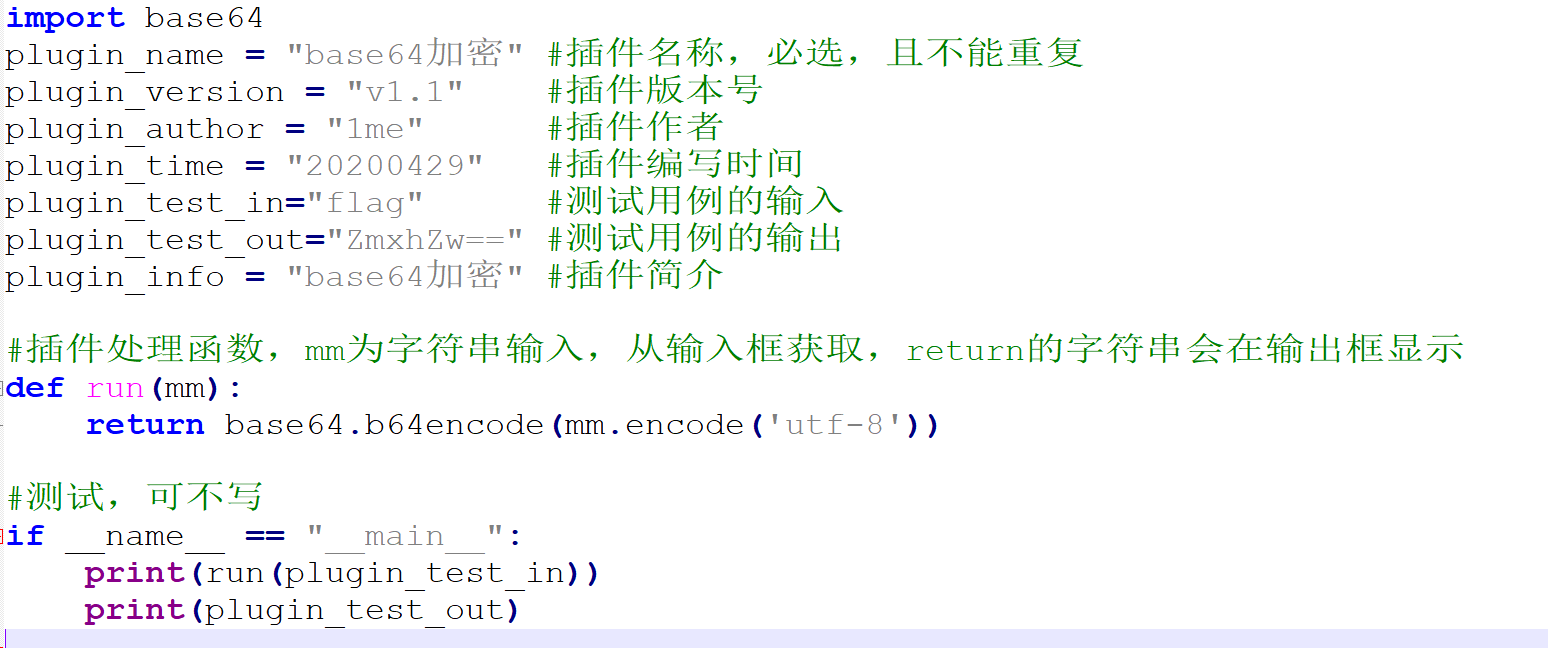 import base64
plugin_name = "base64加密" #插件名称，必选，且不能重复
plugin_version = "v1.1"    #插件版本号
plugin_author = "1me"      #插件作者
plugin_time = "20200429"   #插件编写时间
plugin_test_in="flag"      #测试用例的输入
plugin_test_out="ZmxhZw==" #测试用例的输出
plugin_info = "base64加密" #插件简介
#插件处理函数，mm为字符串输入，从输入框获取，return的字符串会在输出框显示
def run(mm):
    return base64.b64encode(mm.encode('utf-8'))
#测试，可不写
if __name__ == "__main__":
    print(run(plugin_test_in))
    print(plugin_test_out)